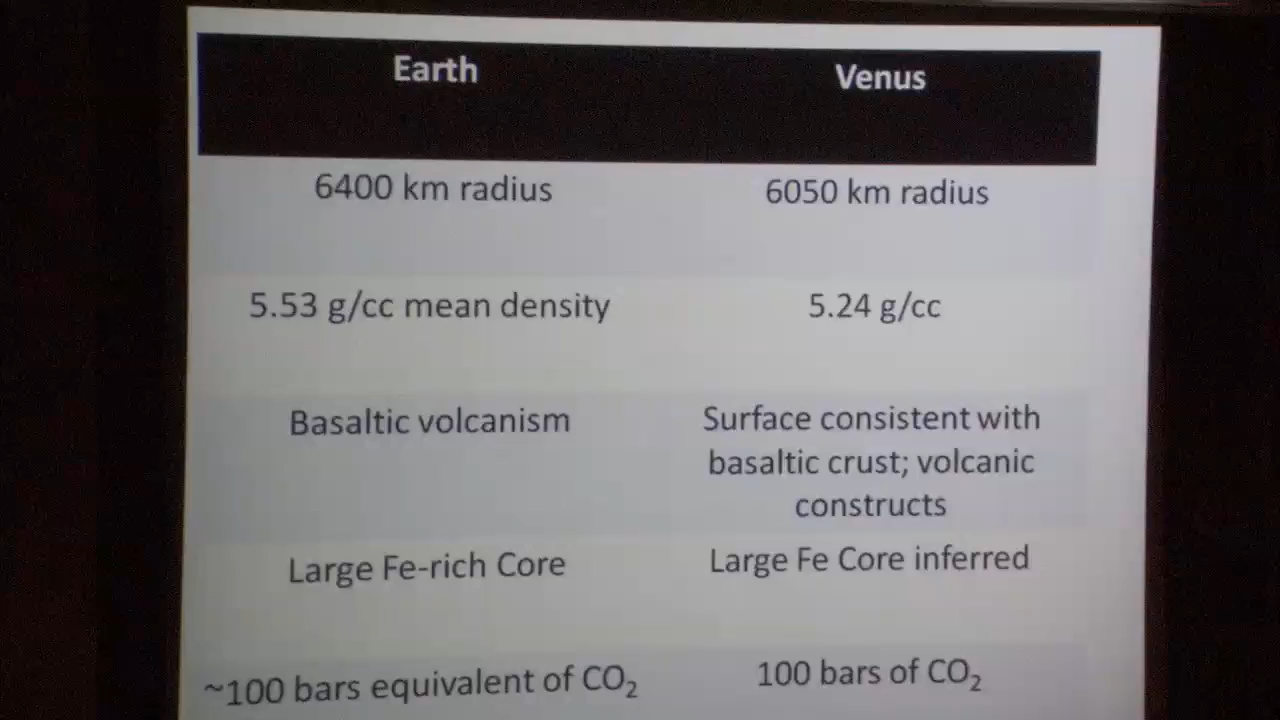 Earth Venus
6400 km radius 6050 km radius
5.53 g/cc mean density 5.24 g/cc
Basaltic volcanism Surface consistent with
basaltic crust; volcanic
constructs
Large Fe-rich Core Large Fe Core inferred
~100 bars equivalent of CO₂ 100 bars of CO₂